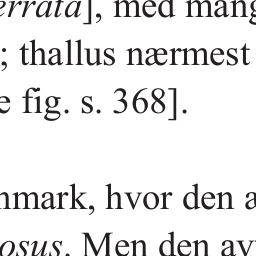 errata], med mang
; thallus nærmest
e fig. s. 368].
nmark, hvor den æ
osus. Men den av